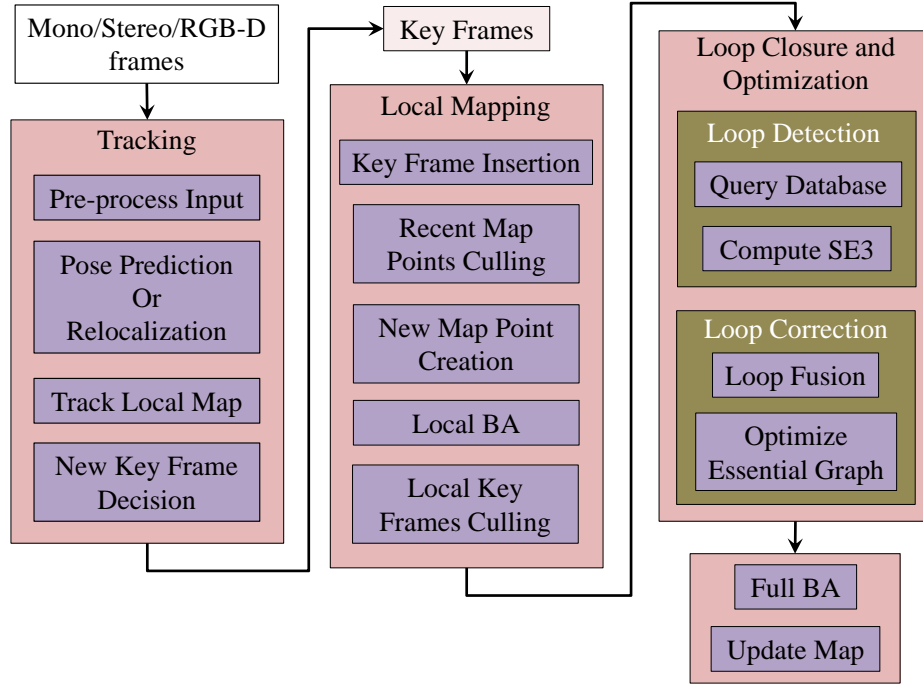 Mono/Stereo/RGB-D
frames
Tracking
Pre-process Input
Pose Prediction
Or
Relocalization
Track Local Map
New Key Frame
Decision
Key Frames
Local Mapping
Key Frame Insertion
Recent Map
Points Culling
New Map Point
Creation
Local BA
Local Key
Frames Culling
Loop Closure and
Optimization
Loop Detection
Query Database
Compute SE3
Loop Correction
Loop Fusion
Optimize
Essential Graph
Full BA
Update Map